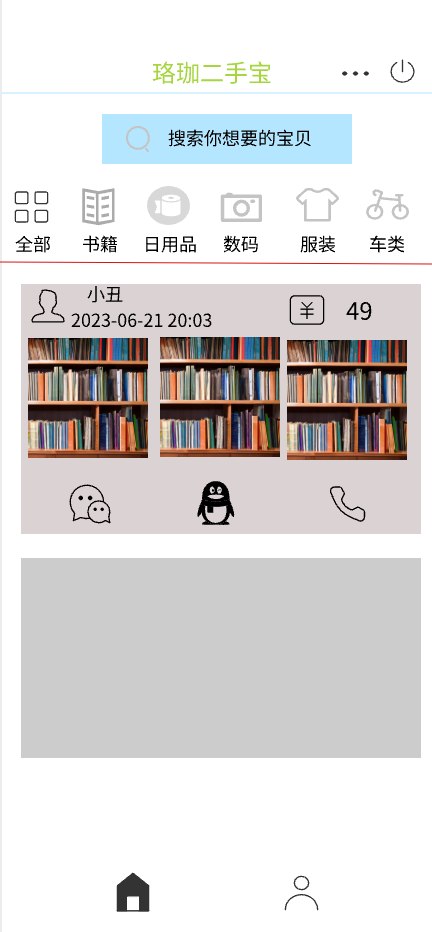 珞珈二手宝
搜索你想要的宝贝
全部 书籍 日用品 数码 服装 车类
小丑
2023-06-21 20:03
¥ 49